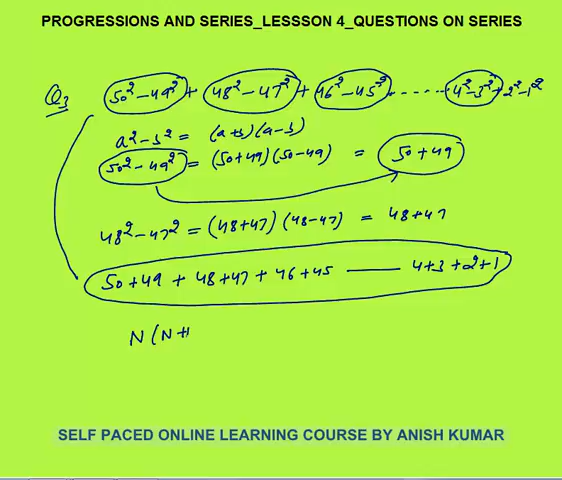 PROGRESSIONS AND SERIES_LESSSON 4_QUESTIONS ON SERIES
Q3 50² - 49² + 48² - 47² + 46² - 45² ........ 4² - 3² + 2² - 1²
a² - b² = (a+b)(a-b)
50² - 49² = (50+49)(50-49) = 50+49
48² - 47² = (48+47)(48-47) = 48+47
50+49 + 48+47 + 46+45 —— 4+3+2+1
N(N+
SELF PACED ONLINE LEARNING COURSE BY ANISH KUMAR